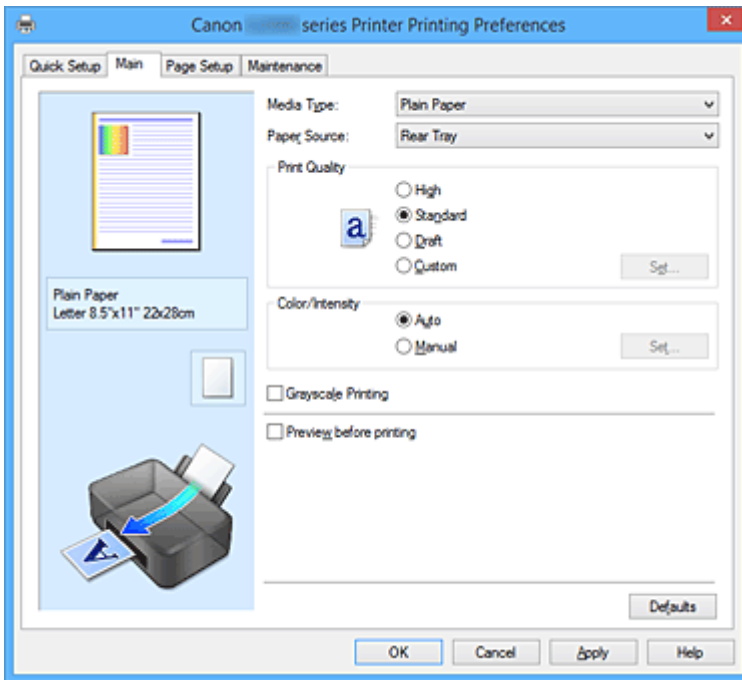 Canon series Printer Printing Preferences
Quick Setup Main Page Setup Maintenance
Media Type: Plain Paper
Paper Source: Rear Tray
Print Quality
High
a Standard
Draft
Custom Set...
Plain Paper
Letter 8.5"x11" 22x28cm
Color/Intensity
Auto
Manual Set...
Grayscale Printing
Preview before printing
A
Defaults
OK Cancel Apply Help